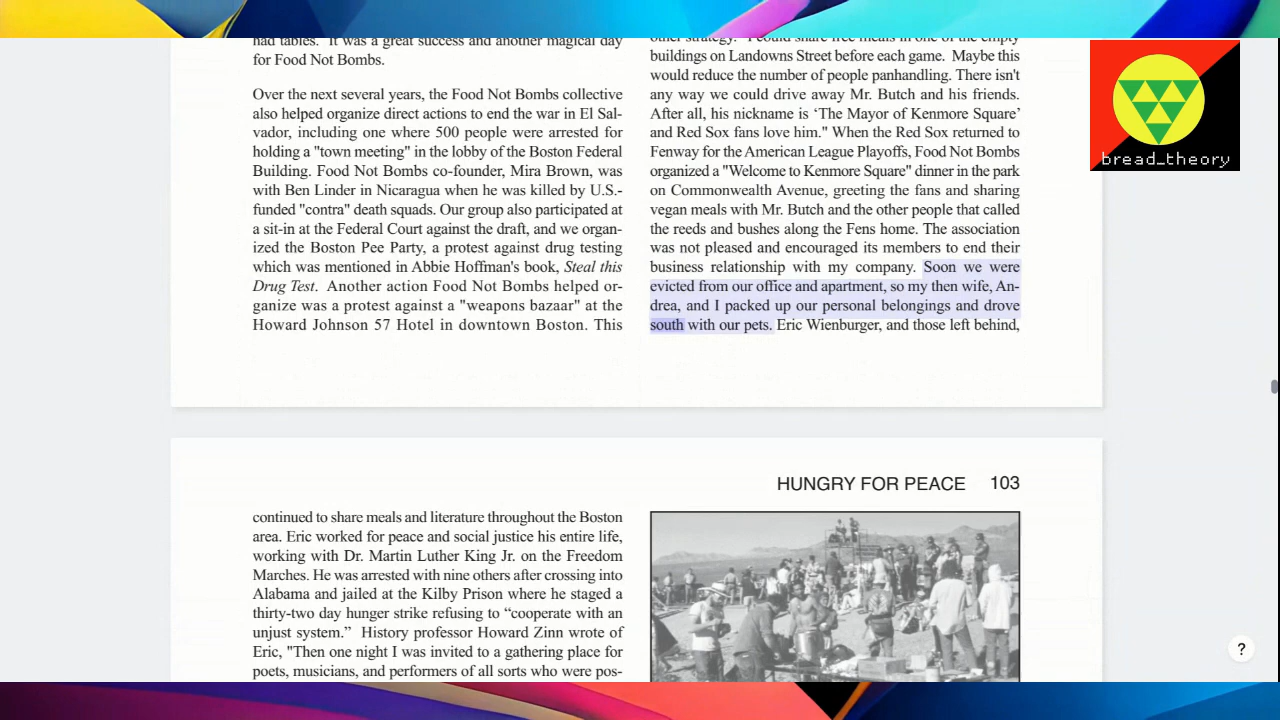 had tables. It was a great success and another magical day
for Food Not Bombs.
Over the next several years, the Food Not Bombs collective
also helped organize direct actions to end the war in El Sal-
vador, including one where 500 people were arrested for
holding a "town meeting" in the lobby of the Boston Federal
Building. Food Not Bombs co-founder, Mira Brown, was
with Ben Linder in Nicaragua when he was killed by U.S.-
funded "contra" death squads. Our group also participated at
a sit-in at the Federal Court against the draft, and we organ-
ized the Boston Pee Party, a protest against drug testing
which was mentioned in Abbie Hoffman's book, Steal this
Drug Test. Another action Food Not Bombs helped or-
ganize was a protest against a "weapons bazaar" at the
Howard Johnson 57 Hotel in downtown Boston. This
other strategy. "I could share free meals in one of the empty
buildings on Landowns Street before each game. Maybe this
would reduce the number of people panhandling. There isn't
any way we could drive away Mr. Butch and his friends.
After all, his nickname is ‘The Mayor of Kenmore Square’
and Red Sox fans love him." When the Red Sox returned to
Fenway for the American League Playoffs, Food Not Bombs
organized a "Welcome to Kenmore Square" dinner in the park
on Commonwealth Avenue, greeting the fans and sharing
vegan meals with Mr. Butch and the other people that called
the reeds and bushes along the Fens home. The association
was not pleased and encouraged its members to end their
business relationship with my company. Soon we were
evicted from our office and apartment, so my then wife, An-
drea, and I packed up our personal belongings and drove
south with our pets. Eric Wienburger, and those left behind,
bread_theory
HUNGRY FOR PEACE 103
continued to share meals and literature throughout the Boston
area. Eric worked for peace and social justice his entire life,
working with Dr. Martin Luther King Jr. on the Freedom
Marches. He was arrested with nine others after crossing into
Alabama and jailed at the Kilby Prison where he staged a
thirty-two day hunger strike refusing to “cooperate with an
unjust system.” History professor Howard Zinn wrote of
Eric, "Then one night I was invited to a gathering place for
poets, musicians, and performers of all sorts who were pos-
?